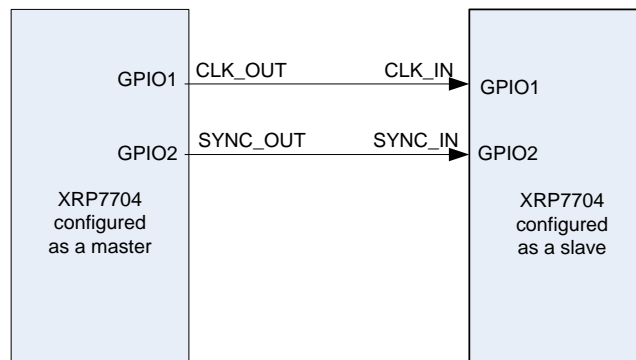 GPIO1 CLK_OUT CLK_IN GPIO1
GPIO2 SYNC_OUT SYNC_IN GPIO2
XRP7704
configured
as a master
XRP7704
configured
as a slave